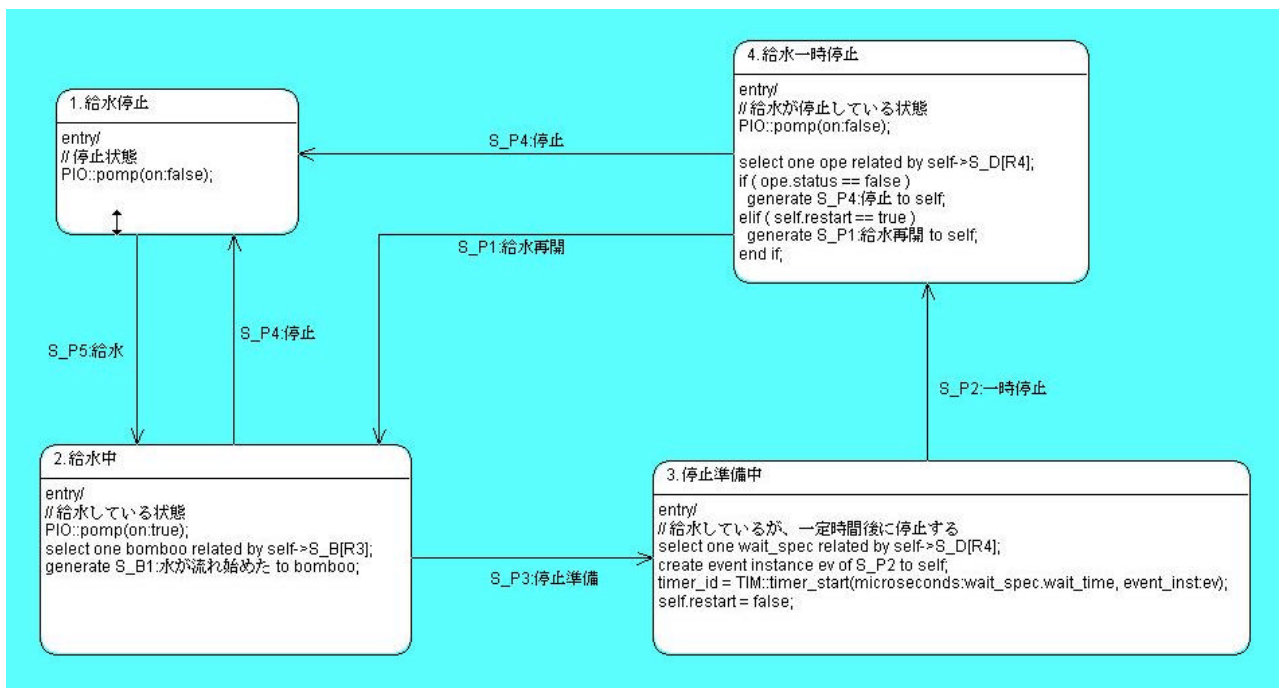 1.給水停止
entry/
//停止状態
PIO::pomp(on:false);
4.給水一時停止
entry/
//給水が停止している状態
PIO::pomp(on:false);
select one ope related by self->S_D[R4];
if ( ope.status == false )
generate S_P4:停止 to self;
elif ( self.restart == true )
generate S_P1:給水再開 to self;
end if;
S_P4:停止
S_P1:給水再開
S_P5:給水
S_P4:停止
S_P2:一時停止
2.給水中
entry/
//給水している状態
PIO::pomp(on:true);
select one bomboo related by self->S_B[R3];
generate S_B1:水が流れ始めた to bomboo;
S_P3:停止準備
3.停止準備中
entry/
//給水しているが、一定時間後に停止する
select one wait_spec related by self->S_D[R4];
create event instance ev of S_P2 to self;
timer_id = TIM::timer_start(microseconds:wait_spec.wait_time, event_inst:ev);
self.restart = false;